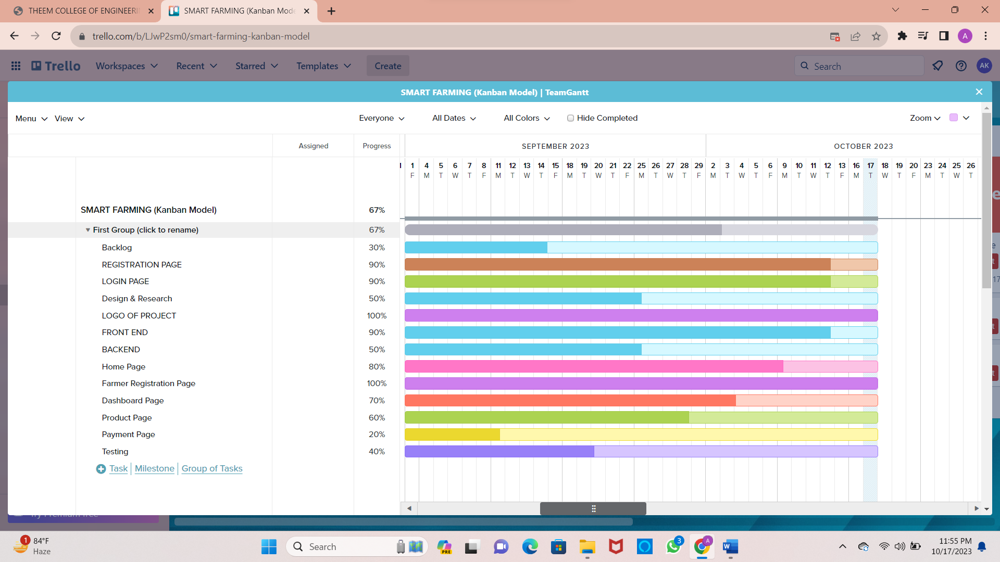 THEEM COLLEGE OF ENGINEERI
SMART FARMING (Kanban Mode
trello.com/b/LJwP2sm0/smart-farming-kanban-model
A
Trello Workspaces Recent Starred Templates Create Search AK
SMART FARMING (Kanban Model) | TeamGantt
Menu View Everyone All Dates All Colors Hide Completed Zoom
Assigned Progress SEPTEMBER 2023 OCTOBER 2023
1 4 5 6 7 8 11 12 13 14 15 18 19 20 21 22 25 26 27 28 29 2 3 4 5 6 9 10 11 12 13 16 17 18 19 20 23 24 25 26
F M T W T F M T W T F M T W T F M T W T F M T W T F M T W T F M T W T F M T W T
SMART FARMING (Kanban Model) 67%
First Group (click to rename) 67%
Backlog 30%
REGISTRATION PAGE 90%
LOGIN PAGE 90%
Design & Research 50%
LOGO OF PROJECT 100%
FRONT END 90%
BACKEND 50%
Home Page 80%
Farmer Registration Page 100%
Dashboard Page 70%
Product Page 60%
Payment Page 20%
Testing 40%
Task Milestone Group of Tasks
1 84°F
Haze
Search
PRE
3
A
11:55 PM
10/17/2023